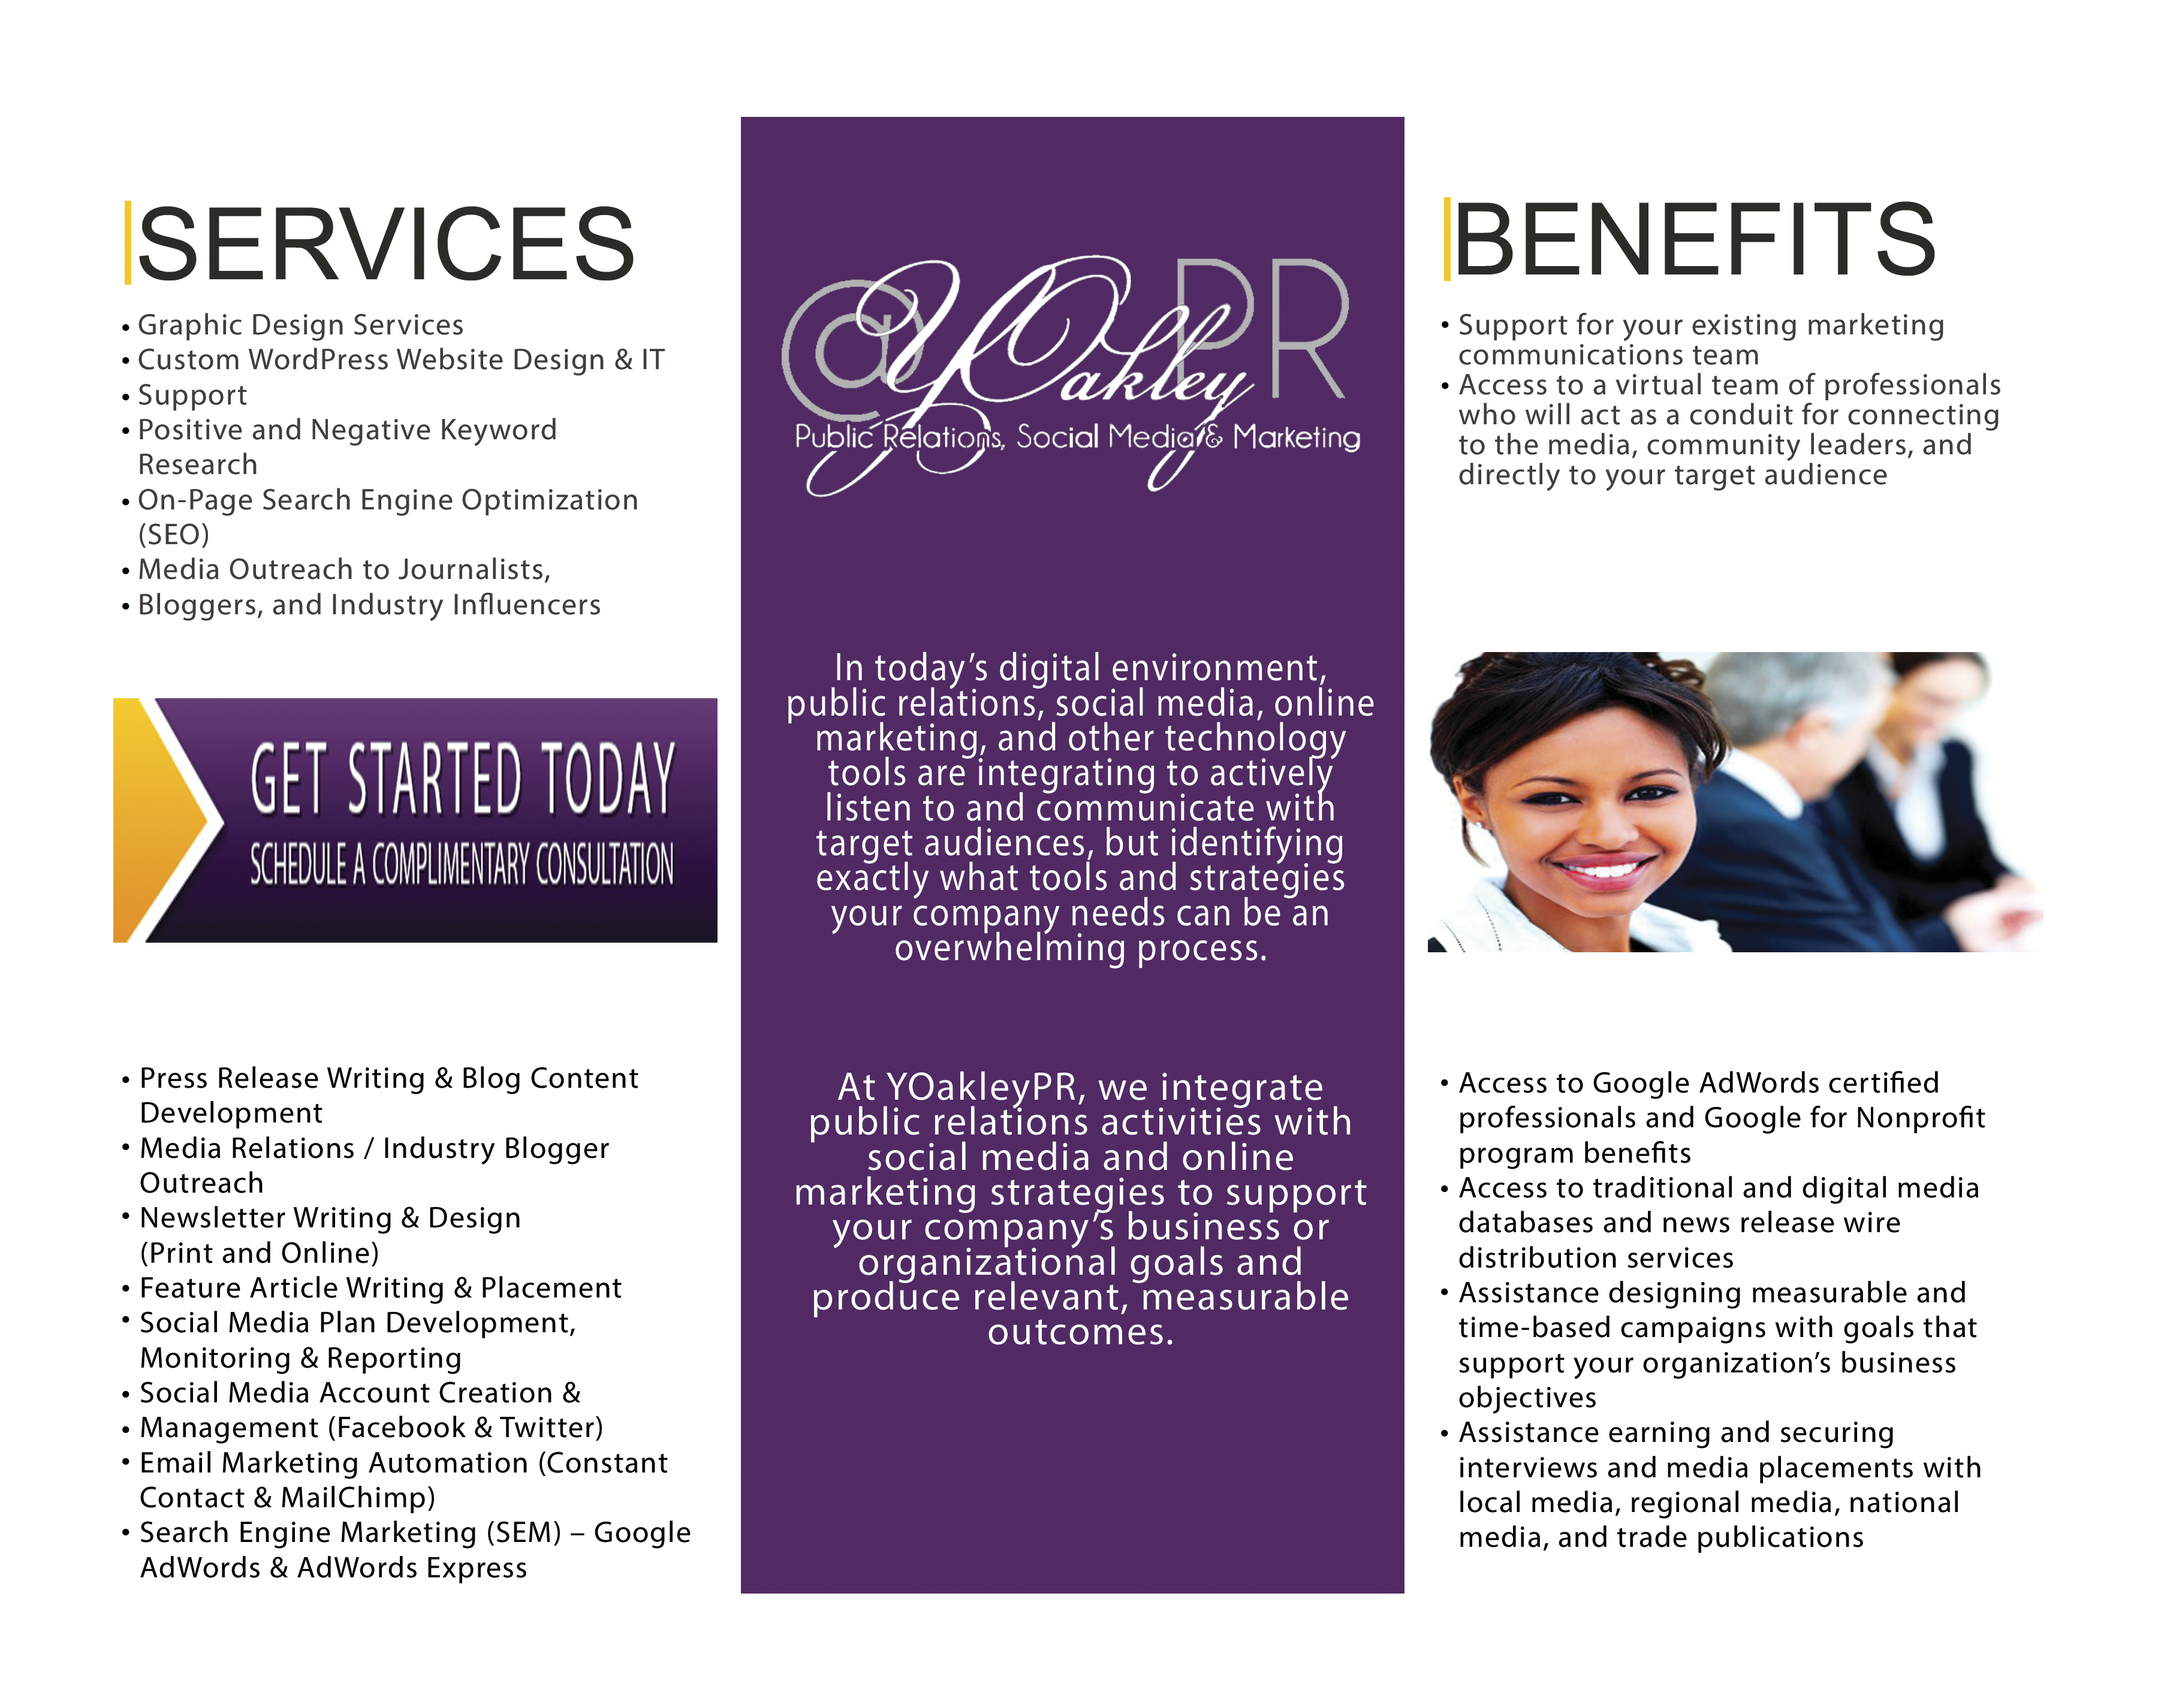 SERVICES
• Graphic Design Services
• Custom WordPress Website Design & IT
• Support
• Positive and Negative Keyword
Research
• On-Page Search Engine Optimization
(SEO)
• Media Outreach to Journalists,
• Bloggers, and Industry Influencers
GET STARTED TODAY
SCHEDULE A COMPLIMENTARY CONSULTATION
• Press Release Writing & Blog Content
Development
• Media Relations / Industry Blogger
Outreach
• Newsletter Writing & Design
(Print and Online)
• Feature Article Writing & Placement
• Social Media Plan Development,
Monitoring & Reporting
• Social Media Account Creation &
• Management (Facebook & Twitter)
• Email Marketing Automation (Constant
Contact & MailChimp)
• Search Engine Marketing (SEM) – Google
AdWords & AdWords Express
@YOakleyPR
Public Relations, Social Media & Marketing
In today’s digital environment,
public relations, social media, online
marketing, and other technology
tools are integrating to actively
listen to and communicate with
target audiences, but identifying
exactly what tools and strategies
your company needs can be an
overwhelming process.
At YOakleyPR, we integrate
public relations activities with
social media and online
marketing strategies to support
your company’s business or
organizational goals and
produce relevant, measurable
outcomes.
BENEFITS
• Support for your existing marketing
communications team
• Access to a virtual team of professionals
who will act as a conduit for connecting
to the media, community leaders, and
directly to your target audience
• Access to Google AdWords certified
professionals and Google for Nonprofit
program benefits
• Access to traditional and digital media
databases and news release wire
distribution services
• Assistance designing measurable and
time-based campaigns with goals that
support your organization’s business
objectives
• Assistance earning and securing
interviews and media placements with
local media, regional media, national
media, and trade publications